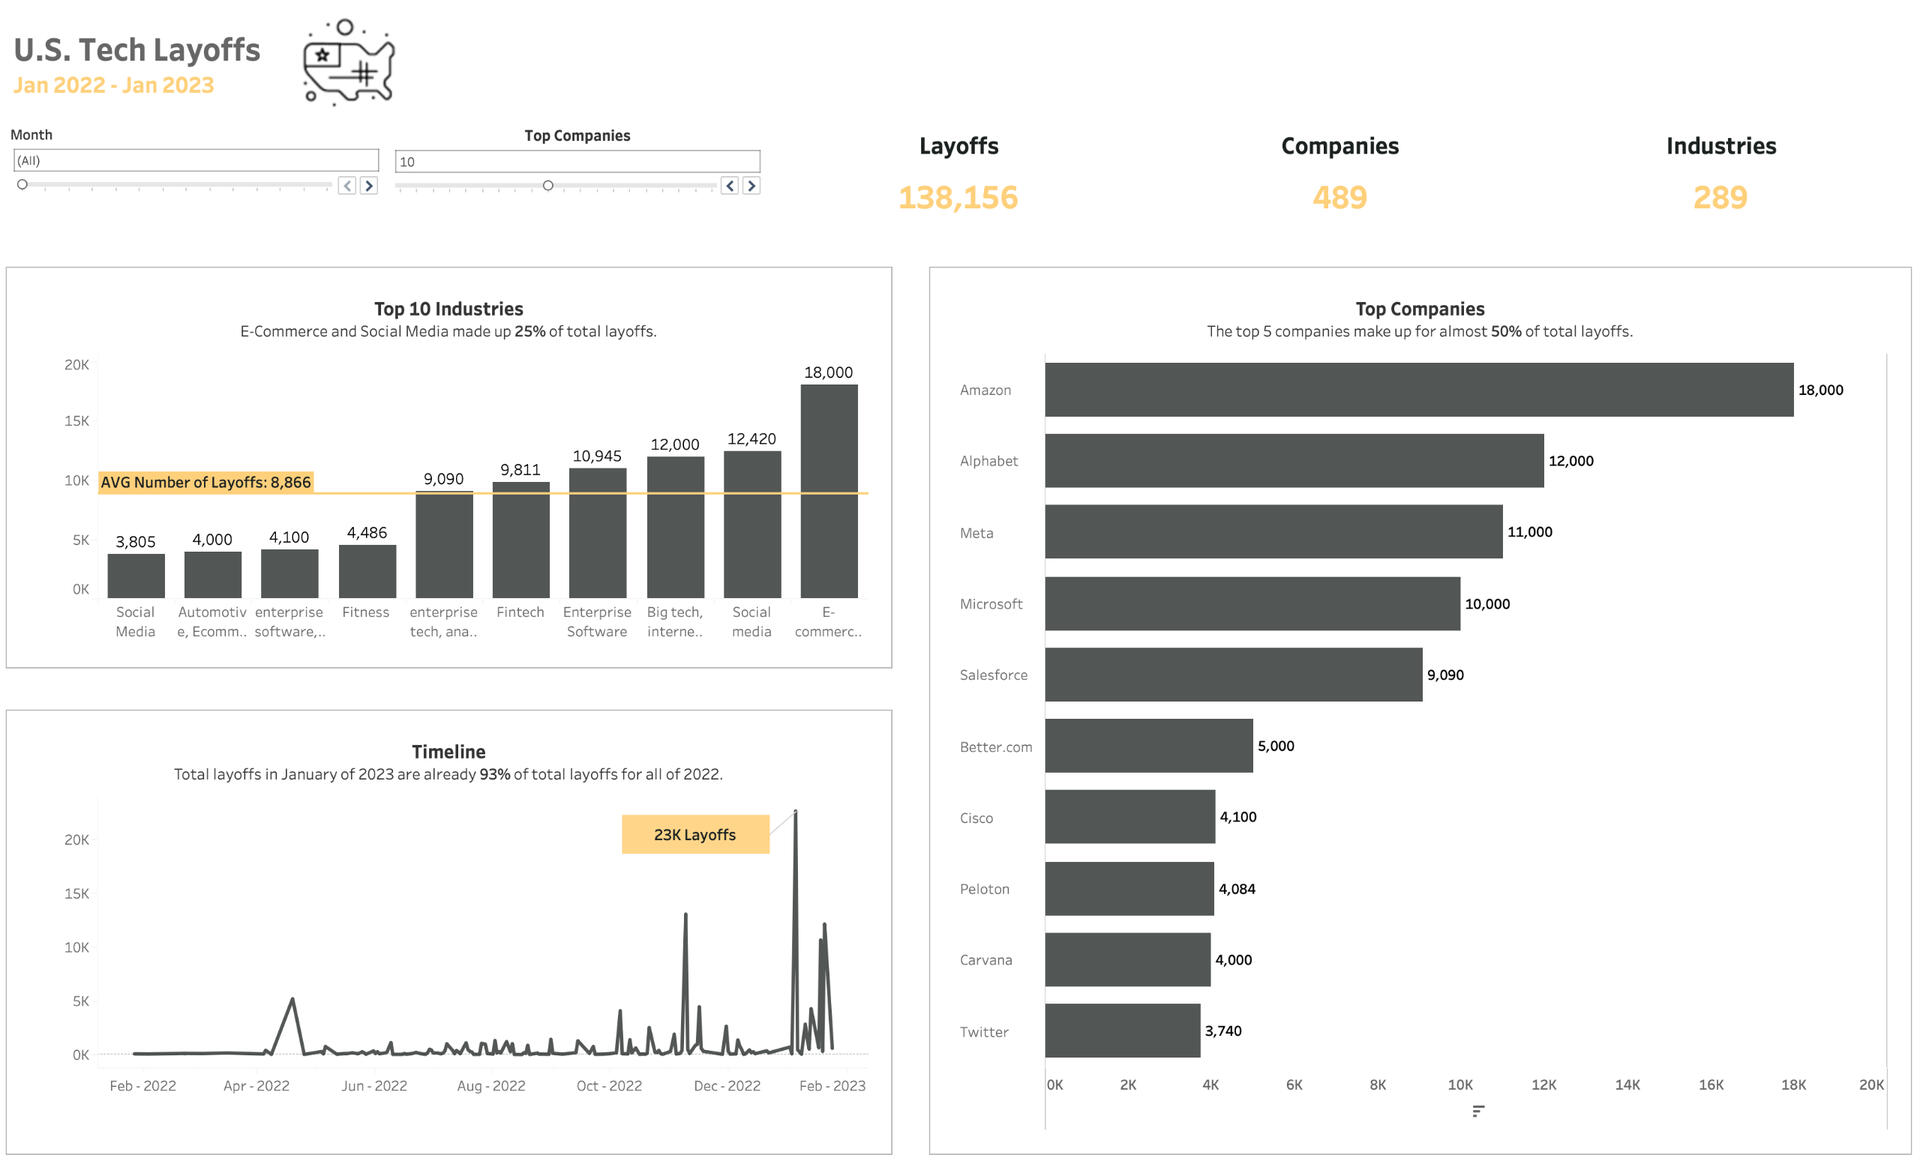 U.S. Tech Layoffs
Jan 2022 - Jan 2023
Month
(All)
Top Companies
10
Layoffs
138,156
Companies
489
Industries
289
Top 10 Industries
E-Commerce and Social Media made up 25% of total layoffs.
20K
15K
10K
5K
0K
AVG Number of Layoffs: 8,866
3,805
4,000
4,100
4,486
9,090
9,811
10,945
12,000
12,420
18,000
Social
Media
Automotiv
e, Ecomm..
enterprise
software,..
Fitness
enterprise
tech, ana..
Fintech
Enterprise
Software
Big tech,
interne..
Social
media
E-
commerc..
Timeline
Total layoffs in January of 2023 are already 93% of total layoffs for all of 2022.
20K
15K
10K
5K
0K
23K Layoffs
Feb - 2022
Apr - 2022
Jun - 2022
Aug - 2022
Oct - 2022
Dec - 2022
Feb - 2023
Top Companies
The top 5 companies make up for almost 50% of total layoffs.
Amazon 18,000
Alphabet 12,000
Meta 11,000
Microsoft 10,000
Salesforce 9,090
Better.com 5,000
Cisco 4,100
Peloton 4,084
Carvana 4,000
Twitter 3,740
0K 2K 4K 6K 8K 10K 12K 14K 16K 18K 20K